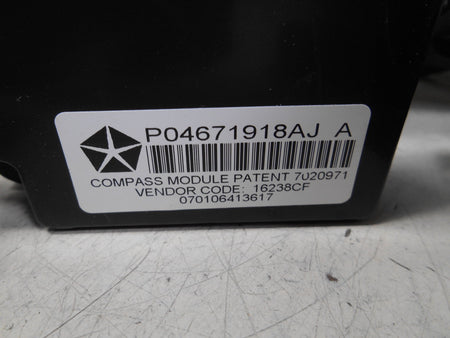 P04671918AJ A
COMPASS MODULE PATENT 7020971
VENDOR CODE: 16238CF
070106413617